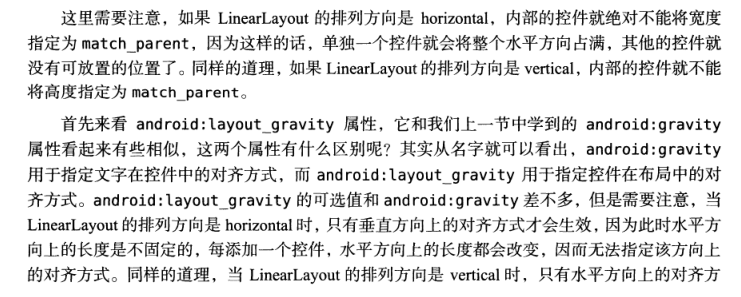 这里需要注意，如果 LinearLayout 的排列方向是 horizontal，内部的控件就绝对不能将宽度
指定为 match_parent，因为这样的话，单独一个控件就会将整个水平方向占满，其他的控件就
没有可放置的位置了。同样的道理，如果 LinearLayout 的排列方向是 vertical，内部的控件就不能
将高度指定为 match_parent。
首先来看 android:layout_gravity 属性，它和我们上一节中学到的 android:gravity
属性看起来有些相似，这两个属性有什么区别呢？其实从名字就可以看出，android:gravity
用于指定文字在控件中的对齐方式，而 android:layout_gravity 用于指定控件在布局中的对
齐方式。android:layout_gravity 的可选值和 android:gravity 差不多，但是需要注意，当
LinearLayout 的排列方向是 horizontal 时，只有垂直方向上的对齐方式才会生效，因为此时水平方
向上的长度是不固定的，每添加一个控件，水平方向上的长度都会改变，因而无法指定该方向上
的对齐方式。同样的道理，当 LinearLayout 的排列方向是 vertical 时，只有水平方向上的对齐方